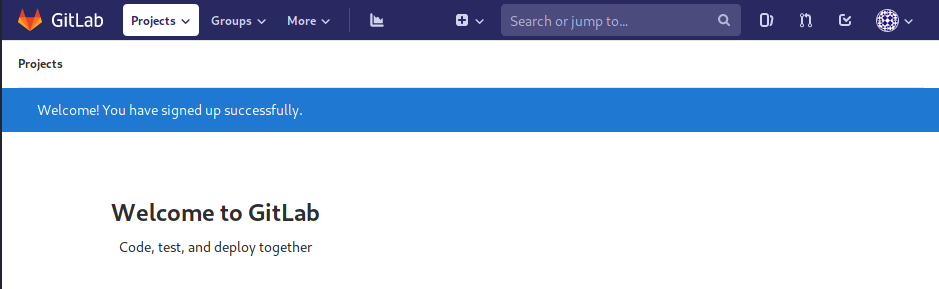 GitLab Projects Groups More Search or jump to...
Projects
Welcome! You have signed up successfully.
Welcome to GitLab
Code, test, and deploy together